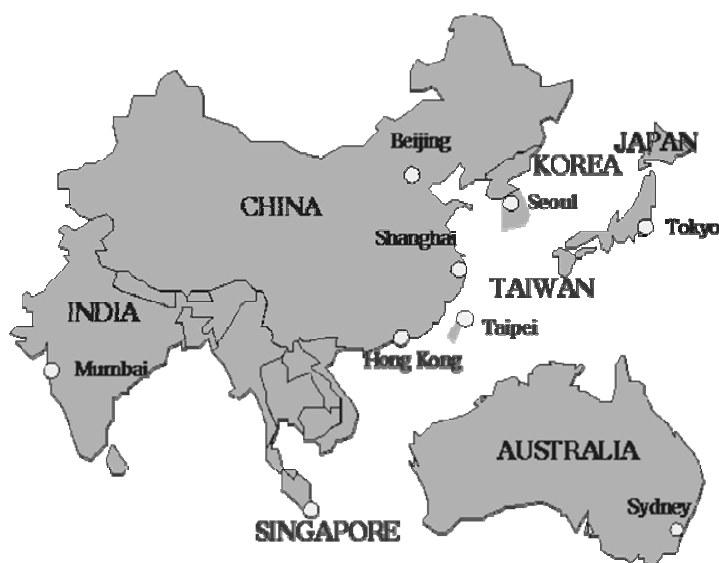 Beijing
JAPAN
KOREA
CHINA
Seoul
Tokyo
Shanghai
TAIWAN
INDIA
Taipei
Hong Kong
Mumbai
AUSTRALIA
Sydney
SINGAPORE